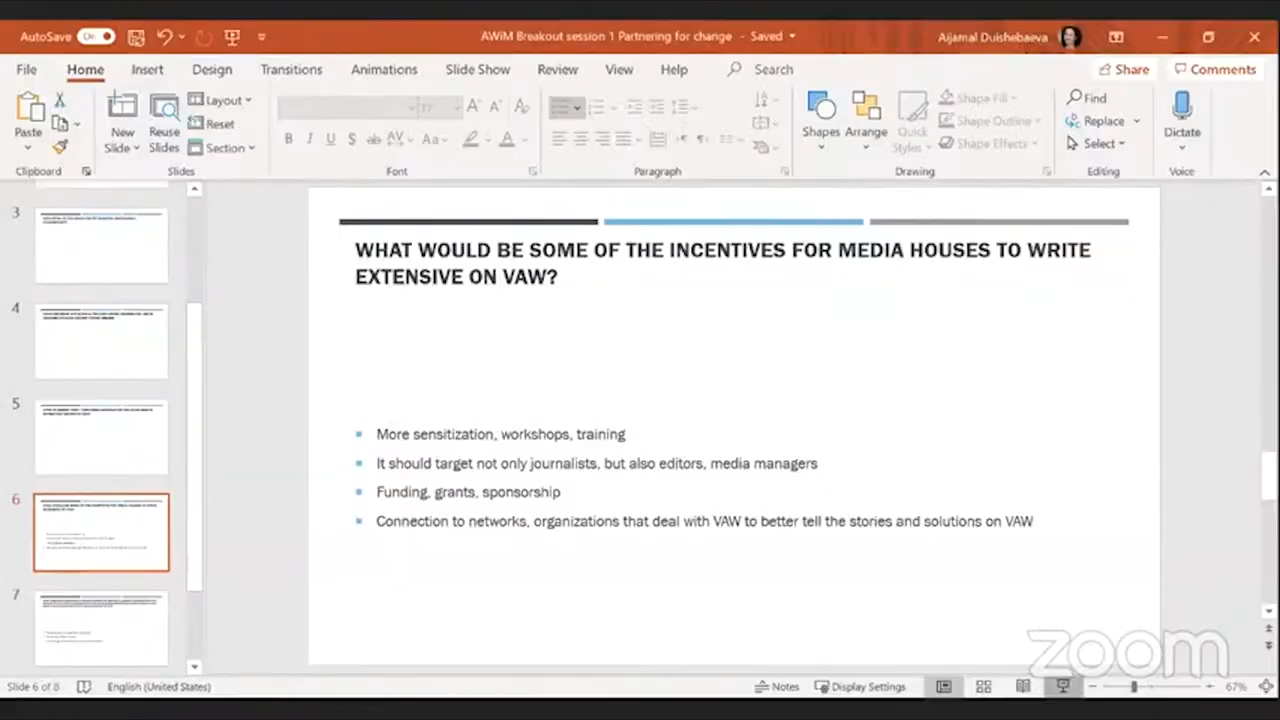 AutoSave On AWiM Breakout session 1 Partnering for change - Saved Aijamal Duishebaeva
File Home Insert Design Transitions Animations Slide Show Review View Help Search Share Comments
Paste
New Slide
Reuse Slides
Layout
Reset
Section
B I U S ab AV Aa A
Shapes
Arrange
Quick Styles
Shape Fill
Shape Outline
Shape Effects
Find
Replace
Select
Dictate
Clipboard Slides Font Paragraph Drawing Editing Voice
3
4
5
6
7
WHAT WOULD BE SOME OF THE INCENTIVES FOR MEDIA HOUSES TO WRITE
EXTENSIVE ON VAW?
More sensitization, workshops, training
It should target not only journalists, but also editors, media managers
Funding, grants, sponsorship
Connection to networks, organizations that deal with VAW to better tell the stories and solutions on VAW
zoom
Slide 6 of 8 English (United States) Notes Display Settings 67%